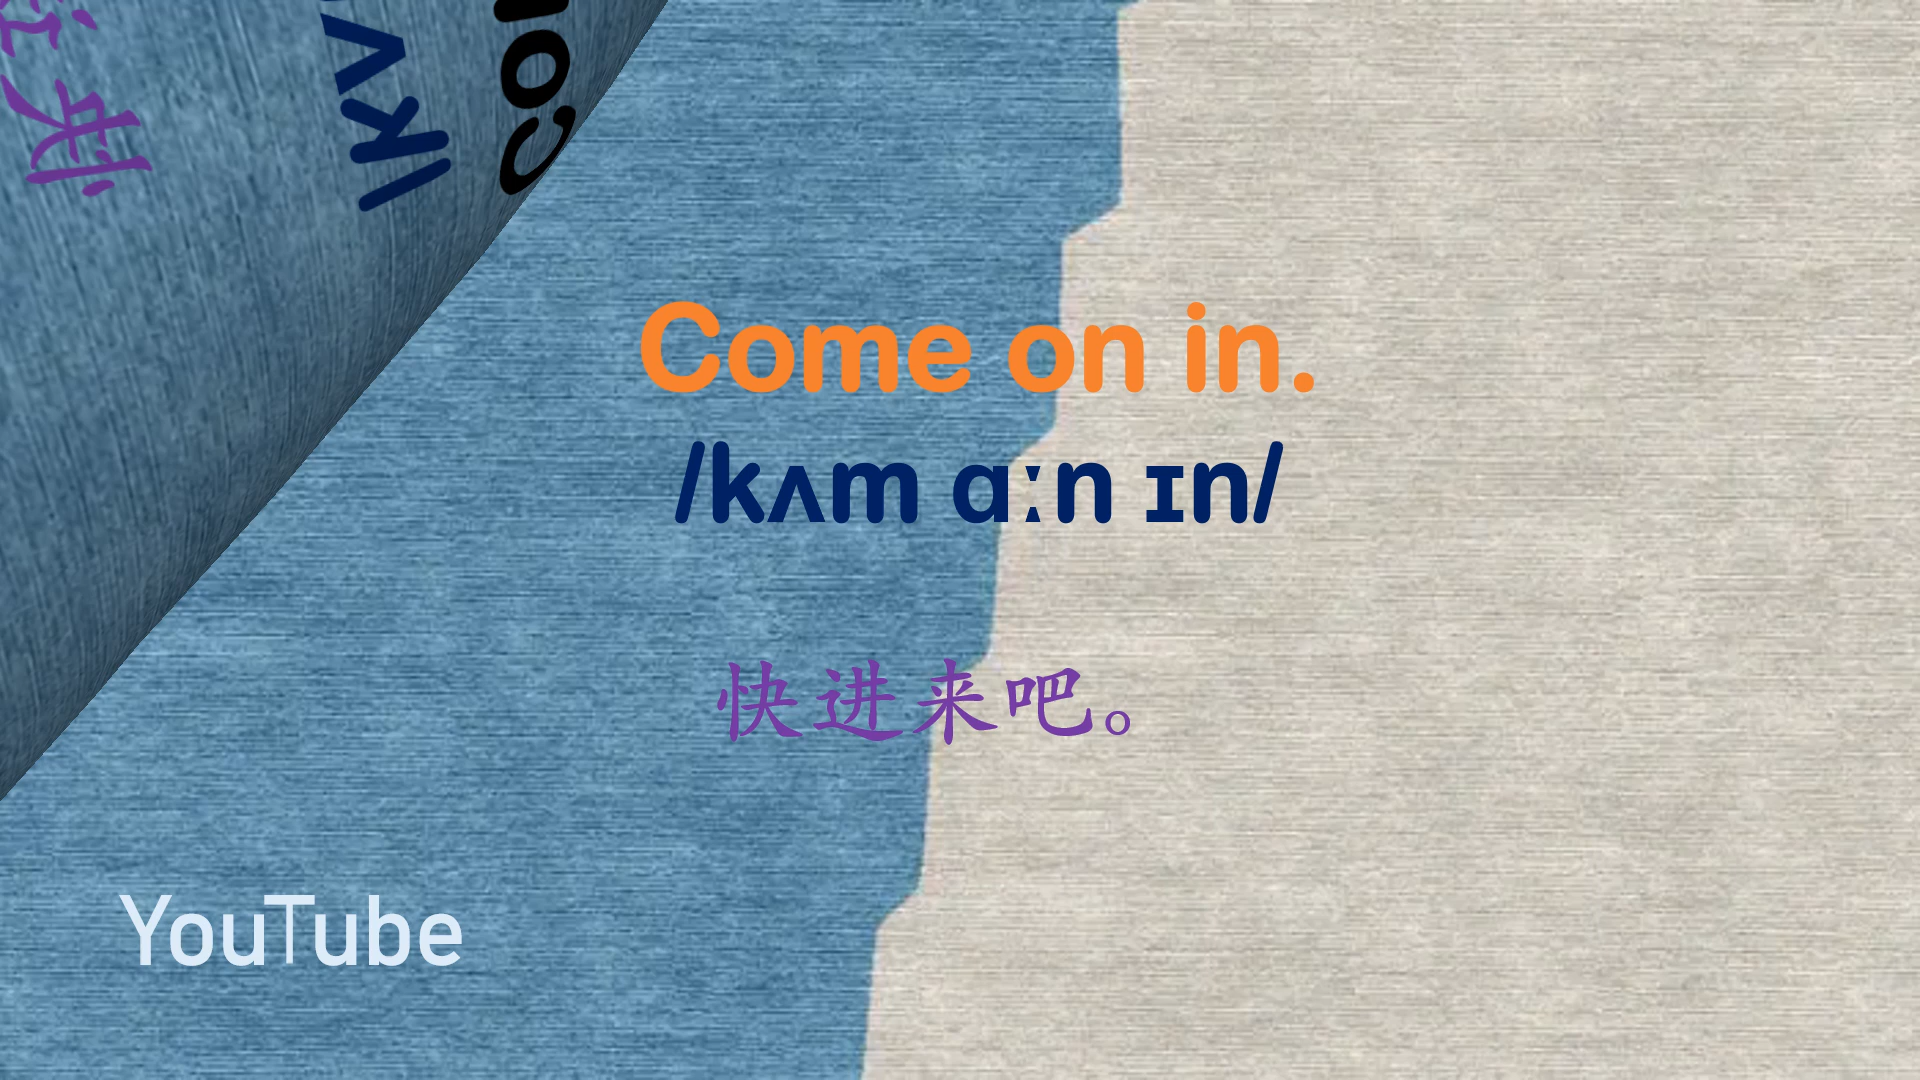 Come on in.
/kʌm ɑːn ɪn/
快进来吧。
YouTube